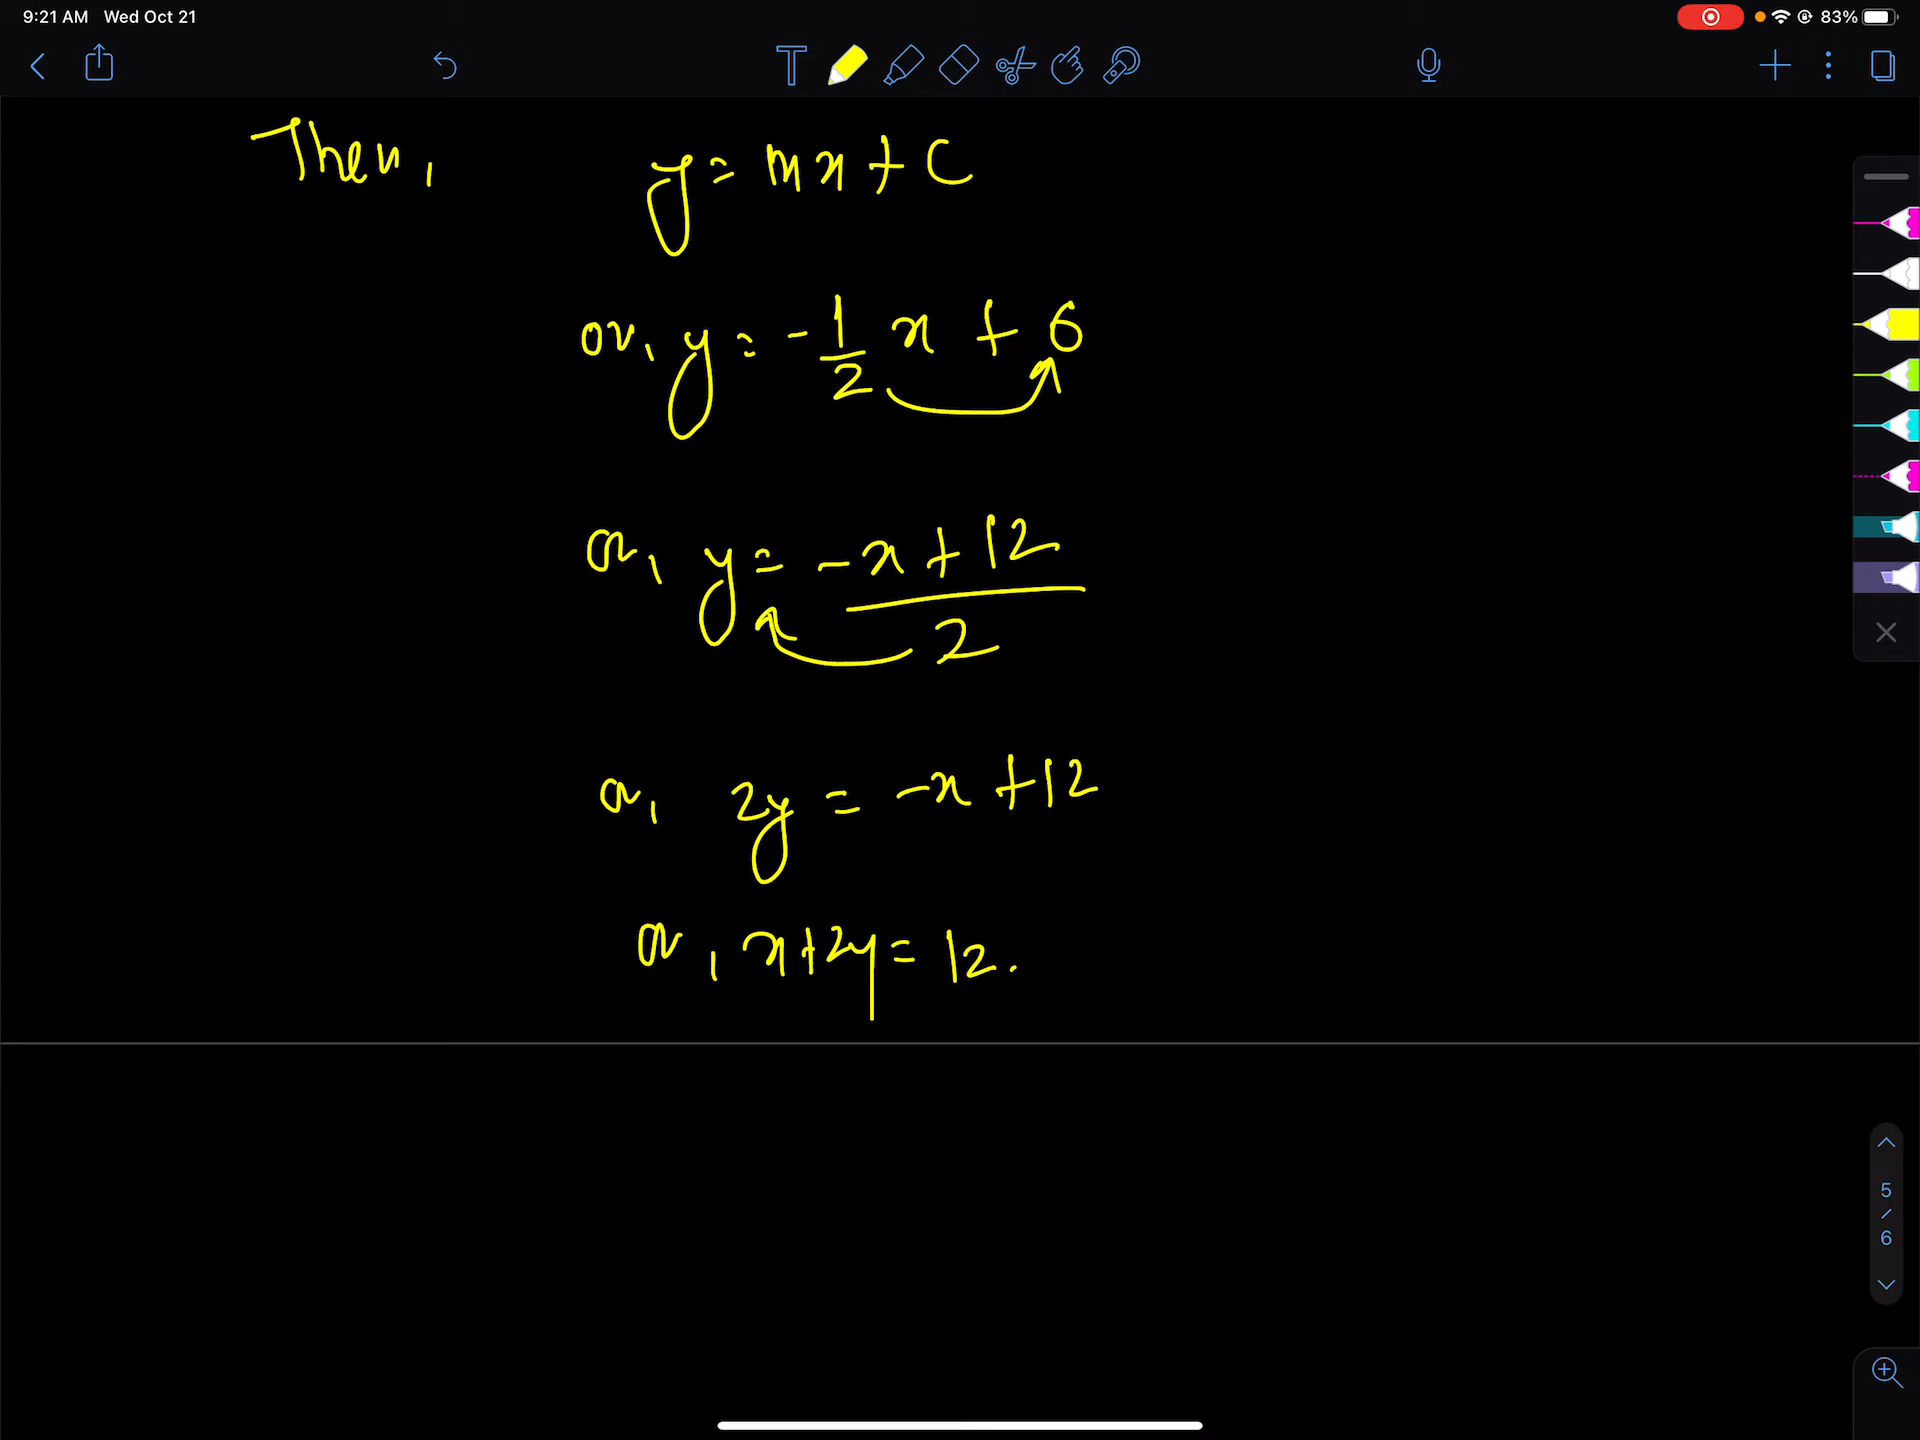 9:21 AM Wed Oct 21
83%
Then, y = mx + C
or, y = -1/2 x + 6
or, y = -x + 12 / 2
or, 2y = -x + 12
or, x + 2y = 12.
5
/
6